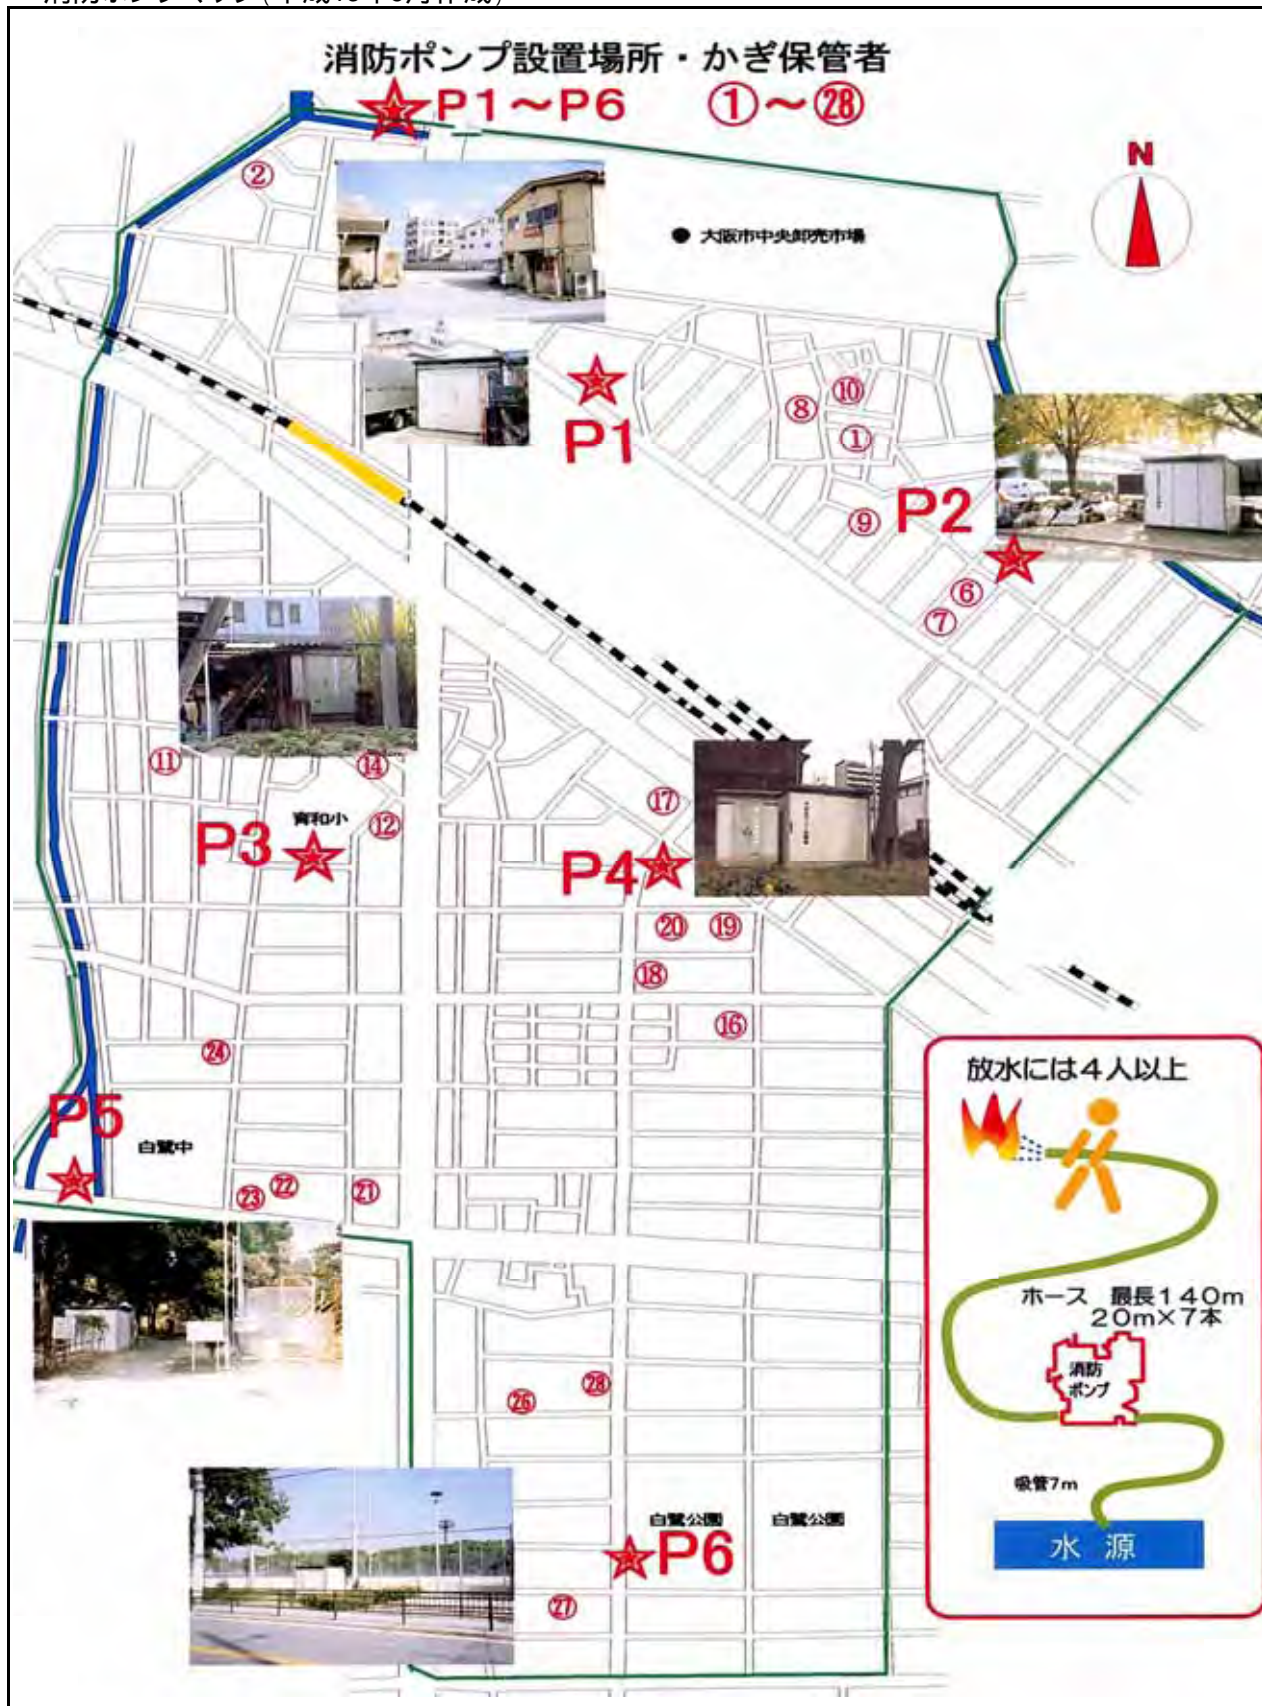 消防ポンプ設置場所・かぎ保管者
P1～P6 ①～㉘
N
②
● 大阪市中央卸売市場
P1
⑩
⑧
①
⑨
P2
⑥
⑦
⑪
⑭
⑰
育和小
⑫
P3
P4
⑳ ⑲
⑱
⑯
㉔
P5
白鷺中
㉓ ㉒ ㉑
㉘
㉖
白鷺公園 白鷺公園
P6
㉗
放水には４人以上
ホース 最長１４０ｍ
２０ｍ×７本
消防
ポンプ
吸管7ｍ
水 源